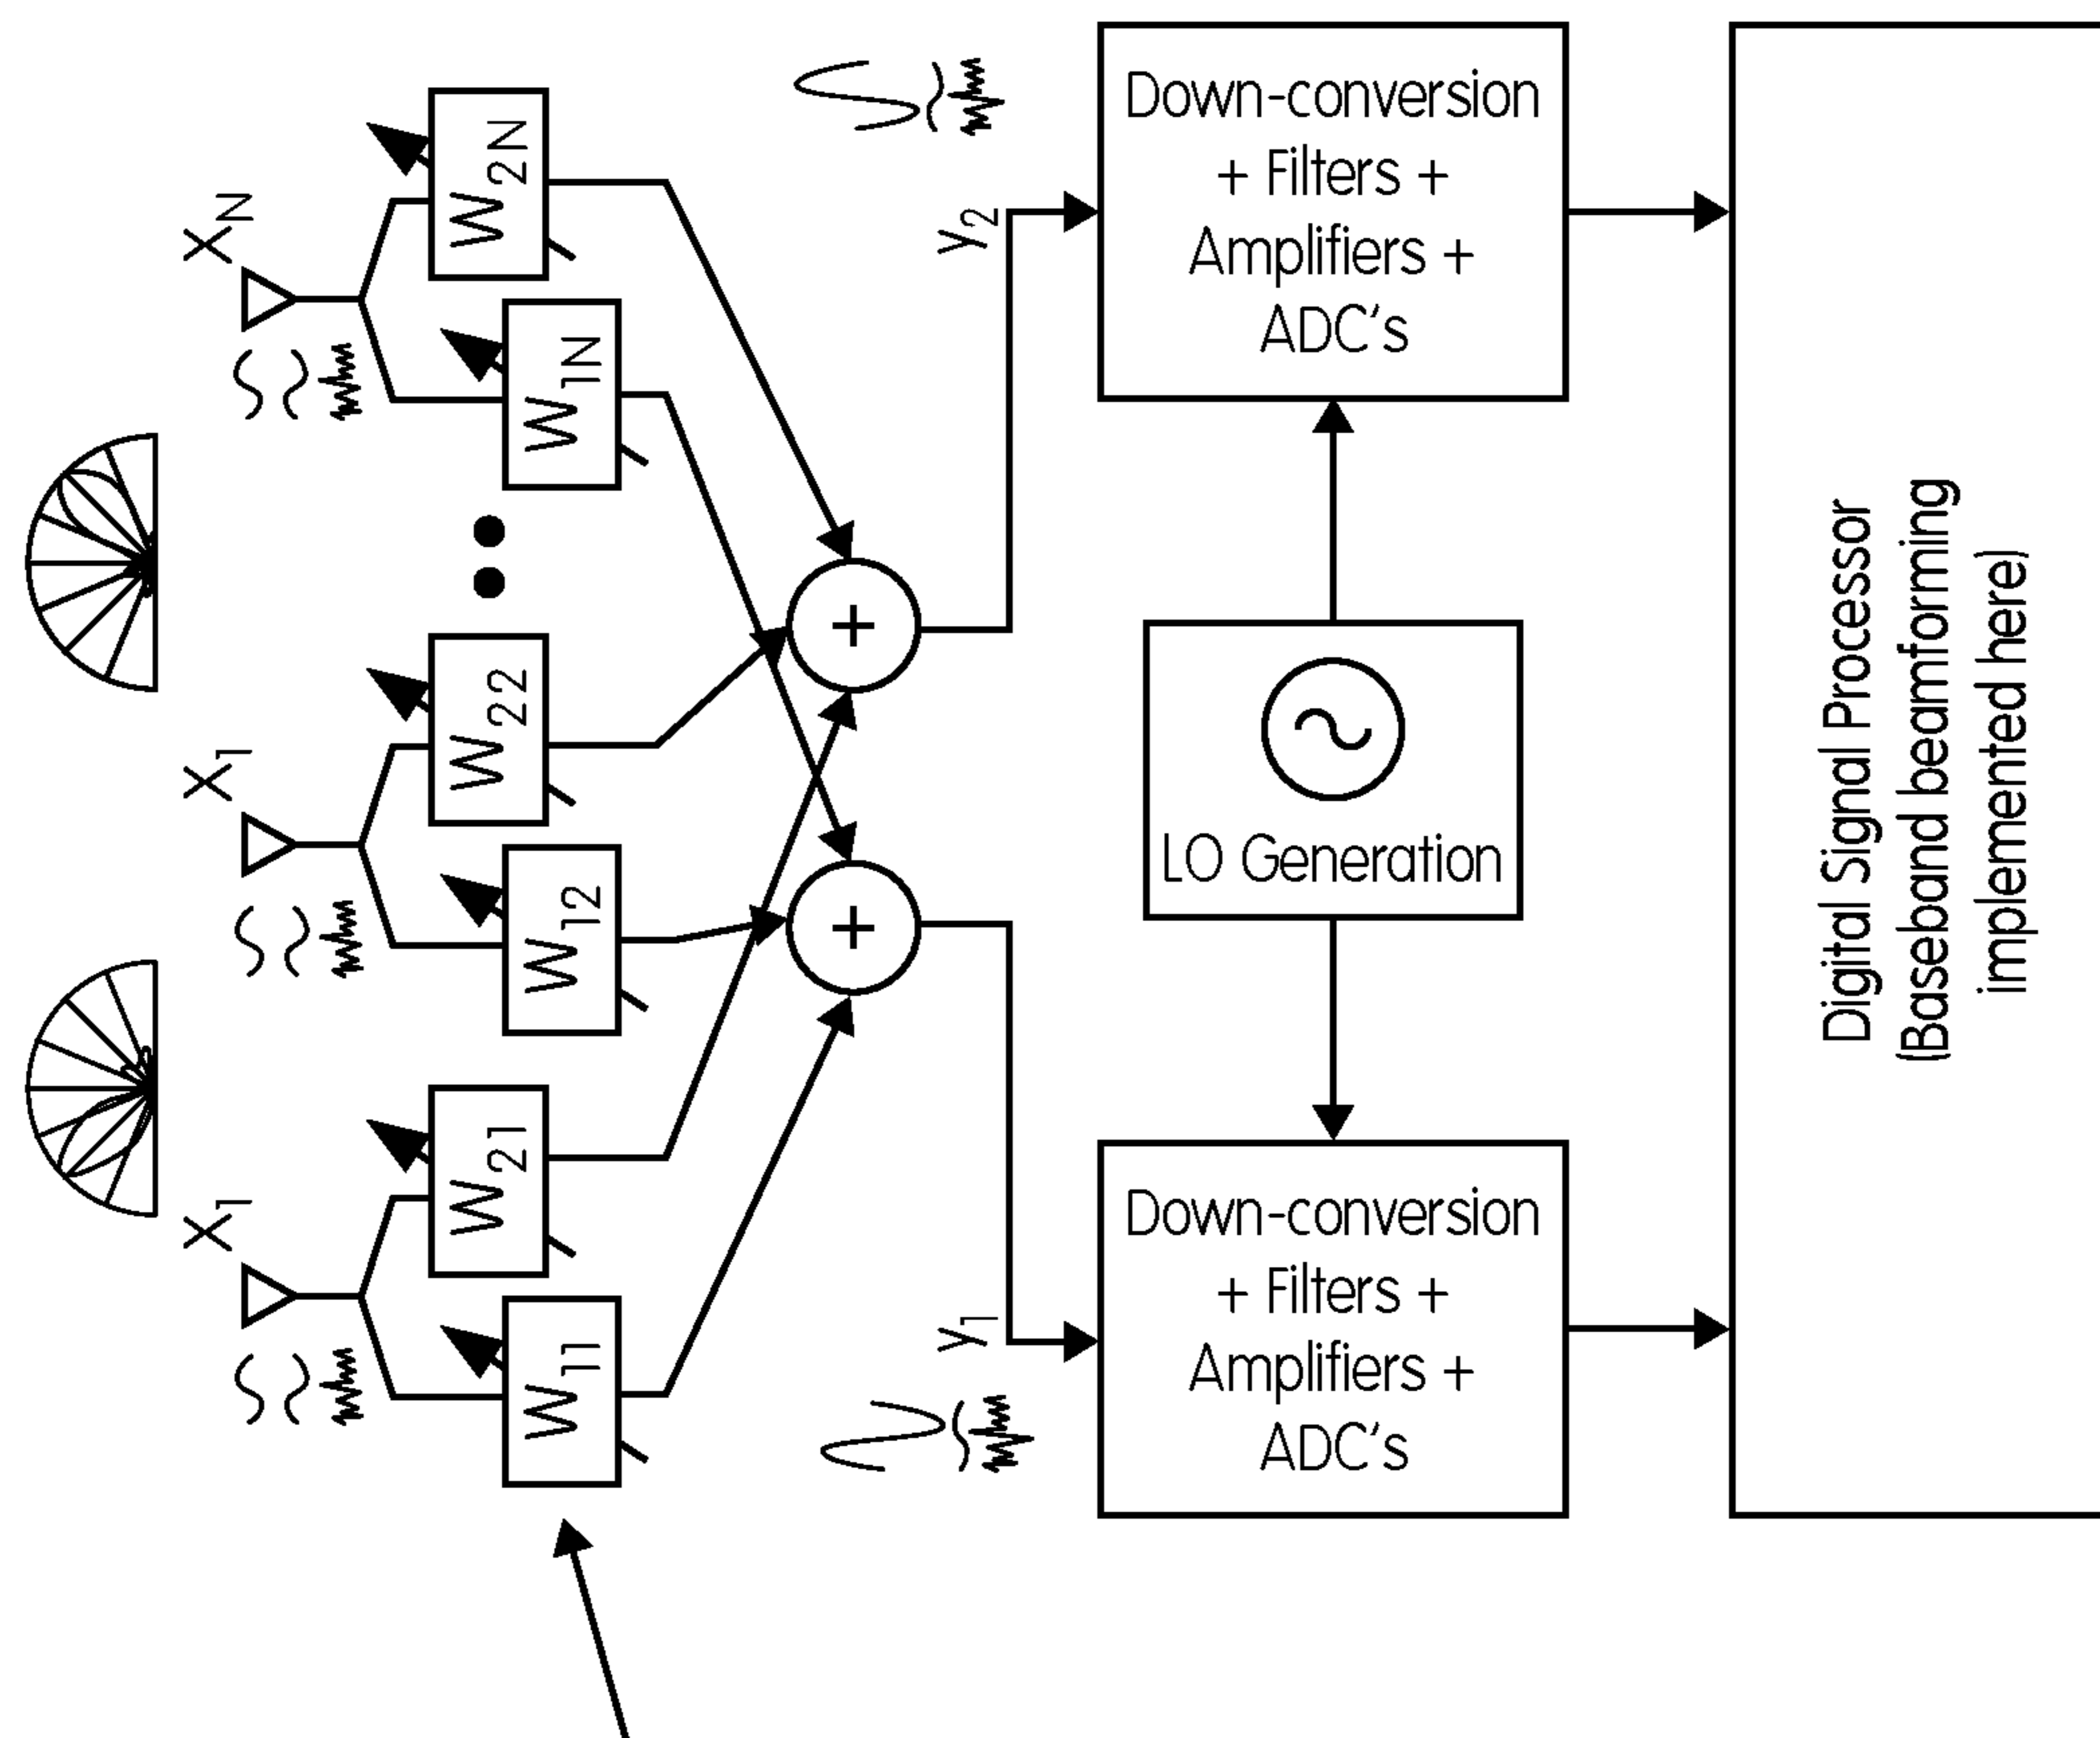 X1
X1
XN
W11
W21
W12
W22
W1N
W2N
+
+
y1
y2
Down-conversion
+ Filters +
Amplifiers +
ADC's
LO Generation
Down-conversion
+ Filters +
Amplifiers +
ADC's
Digital Signal Processor
(Baseband beamforming
implemented here)